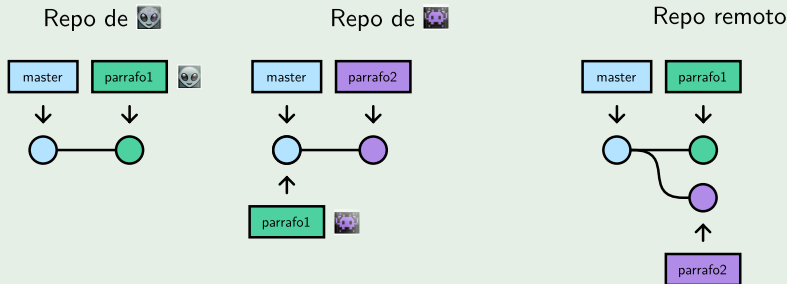 Repo de 👽
Repo de 👾
Repo remoto
master
parrafo1
master
parrafo2
master
parrafo1
parrafo1
parrafo2